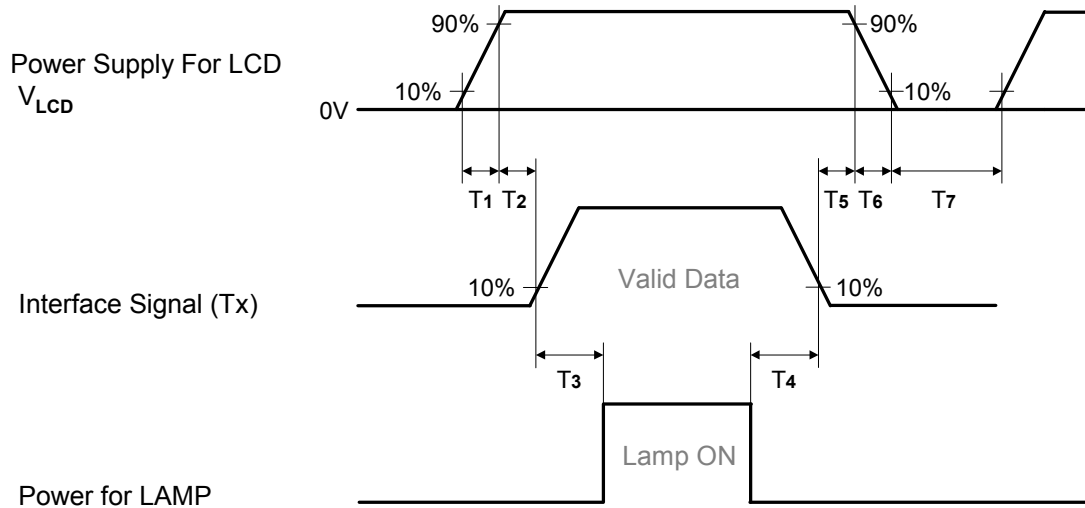 90%
90%
Power Supply For LCD
VLCD
10%
10%
0V
T1 T2
T5 T6 T7
Valid Data
10%
10%
Interface Signal (Tx)
T3
T4
Lamp ON
Power for LAMP